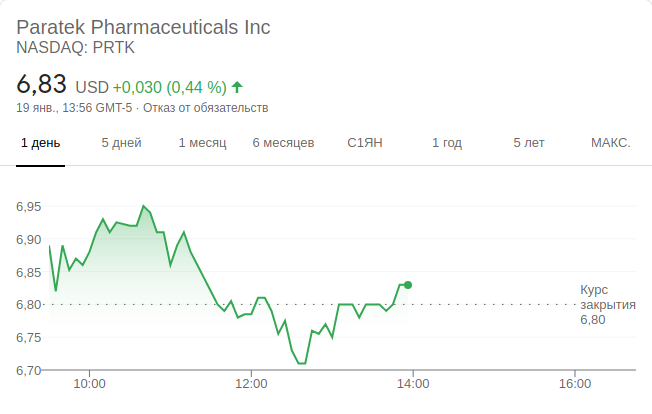 Paratek Pharmaceuticals Inc
NASDAQ: PRTK
6,83 USD +0,030 (0,44 %)
19 янв., 13:56 GMT-5 · Отказ от обязательств
1 день 5 дней 1 месяц 6 месяцев С1ЯН 1 год 5 лет МАКС.
6,95
6,90
6,85
6,80
6,75
6,70
Курс
закрытия
6,80
10:00 12:00 14:00 16:00